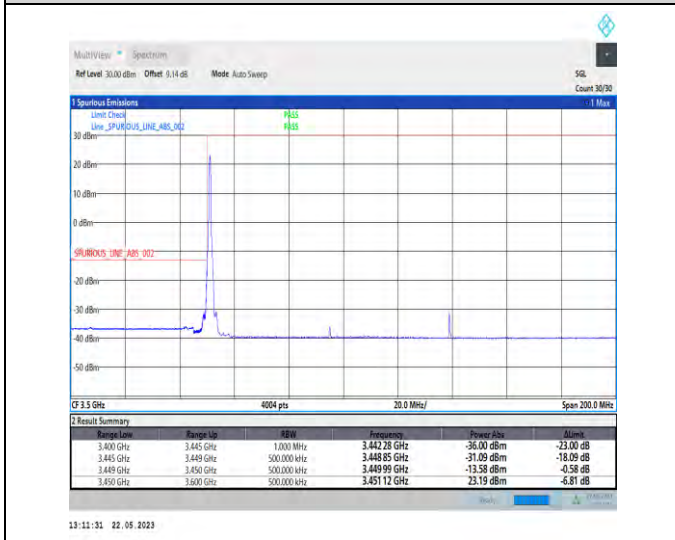 MultiView Spectrum
Ref Level 30.00 dBm Offset 9.14 dB Mode Auto Sweep SGL
Count 30/30
1 Spurious Emissions 1 Max
Limit Check PASS
Line _SPURIOUS_LINE_ABS_002 PASS
30 dBm
20 dBm
10 dBm
0 dBm
_SPURIOUS_LINE_ABS_002
-20 dBm
-30 dBm
-40 dBm
-50 dBm
CF 3.5 GHz 4004 pts 20.0 MHz/ Span 200.0 MHz
2 Result Summary
Range Low Range Up RBW Frequency Power Abs ΔLimit
3.400 GHz 3.445 GHz 1.000 MHz 3.442 28 GHz -36.00 dBm -23.00 dB
3.445 GHz 3.449 GHz 500.000 kHz 3.448 85 GHz -31.09 dBm -18.09 dB
3.449 GHz 3.450 GHz 500.000 kHz 3.449 99 GHz -13.58 dBm -0.58 dB
3.450 GHz 3.600 GHz 500.000 kHz 3.451 12 GHz 23.19 dBm -6.81 dB
13:11:31 22.05.2023